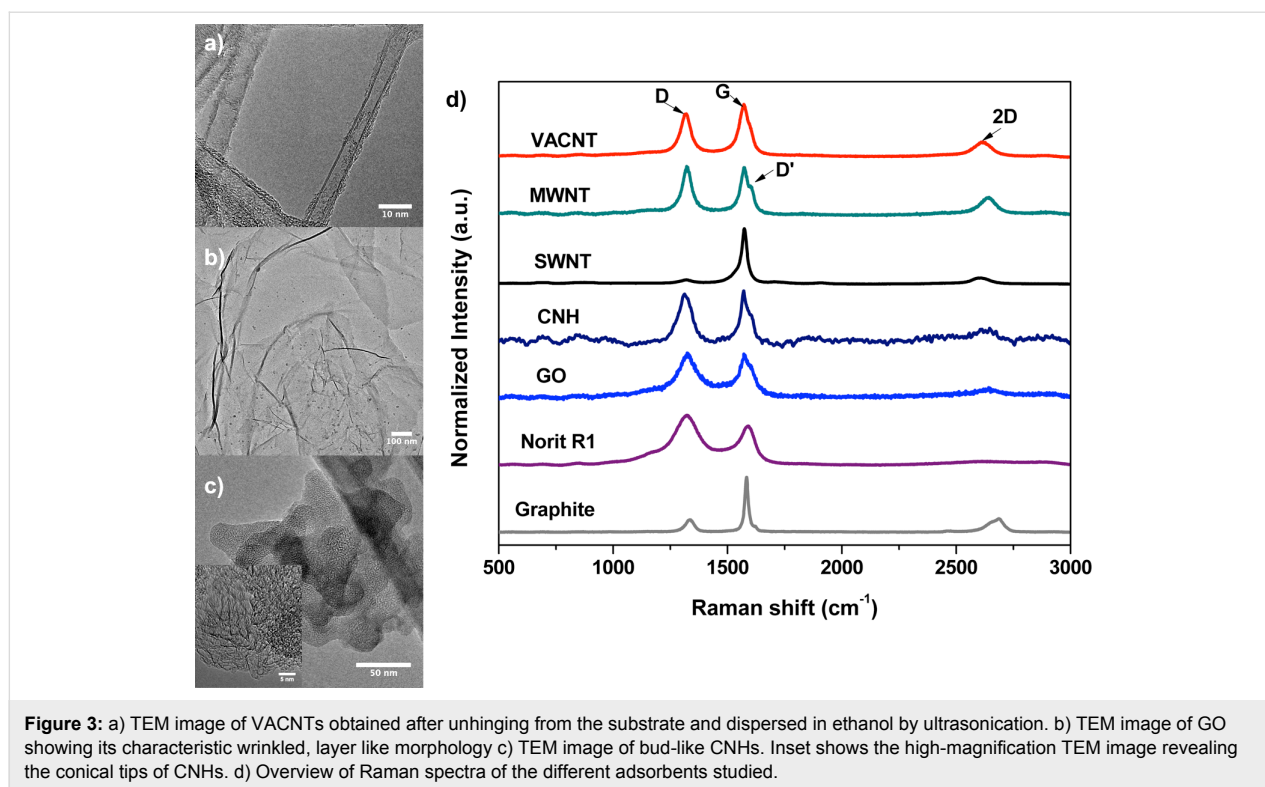 a)
10 nm
b)
100 nm
c)
5 nm
50 nm
d)
D
G
2D
D'
VACNT
MWNT
SWNT
CNH
GO
Norit R1
Graphite
Normalized Intensity (a.u.)
500 1000 1500 2000 2500 3000
Raman shift (cm⁻¹)
Figure 3: a) TEM image of VACNTs obtained after unhinging from the substrate and dispersed in ethanol by ultrasonication. b) TEM image of GO
showing its characteristic wrinkled, layer like morphology c) TEM image of bud-like CNHs. Inset shows the high-magnification TEM image revealing
the conical tips of CNHs. d) Overview of Raman spectra of the different adsorbents studied.